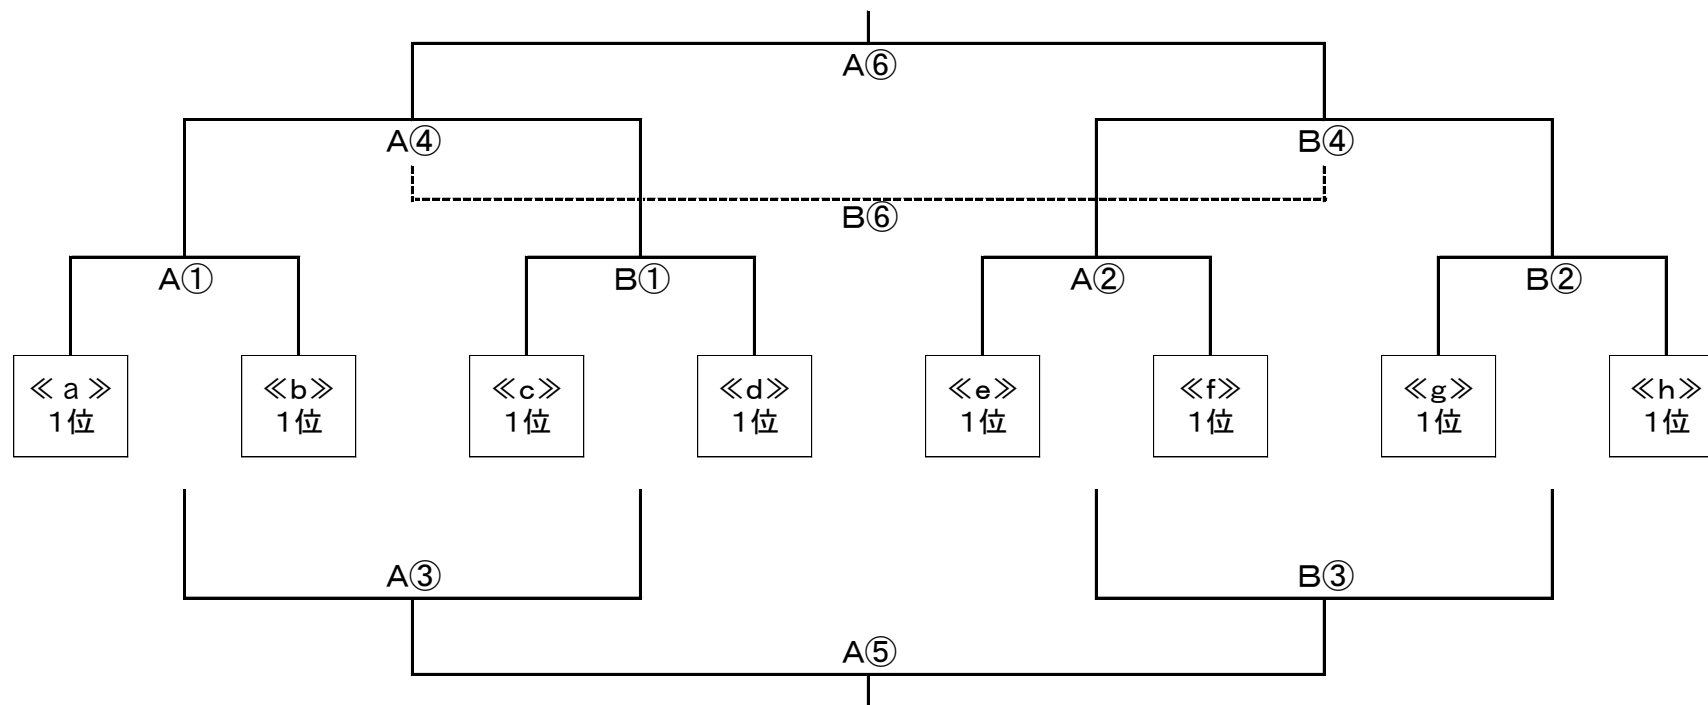 A⑥
A④ B④
B⑥
A① B① A② B②
≪ a ≫ ≪b≫ ≪c≫ ≪d≫ ≪e≫ ≪f≫ ≪g≫ ≪h≫
1位 1位 1位 1位 1位 1位 1位 1位
A③ B③
A⑤